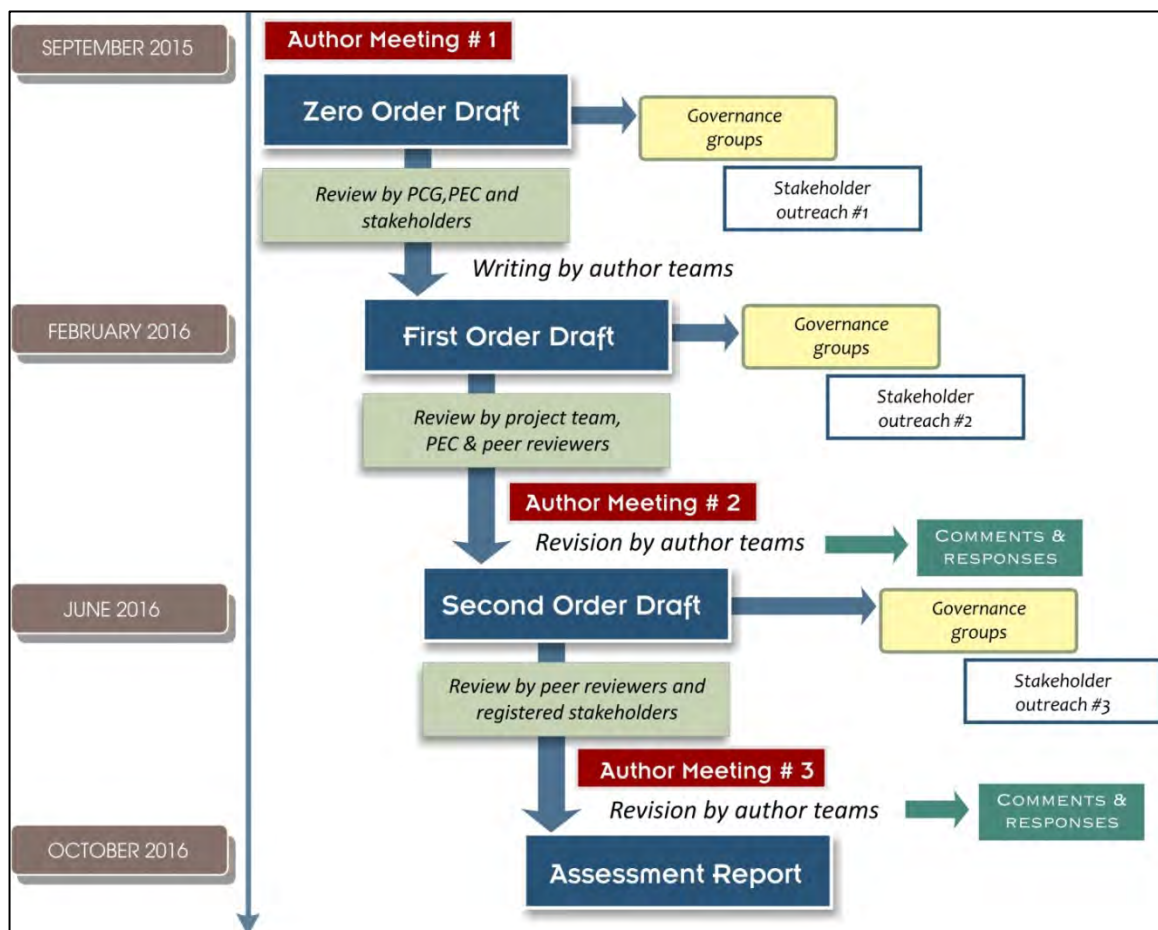 SEPTEMBER 2015
Author Meeting # 1
Zero Order Draft
Governance
groups
Review by PCG,PEC and
stakeholders
Stakeholder
outreach #1
Writing by author teams
FEBRUARY 2016
First Order Draft
Governance
groups
Review by project team,
PEC & peer reviewers
Stakeholder
outreach #2
Author Meeting # 2
Revision by author teams
COMMENTS &
RESPONSES
JUNE 2016
Second Order Draft
Governance
groups
Review by peer reviewers and
registered stakeholders
Stakeholder
outreach #3
Author Meeting # 3
Revision by author teams
COMMENTS &
RESPONSES
OCTOBER 2016
Assessment Report